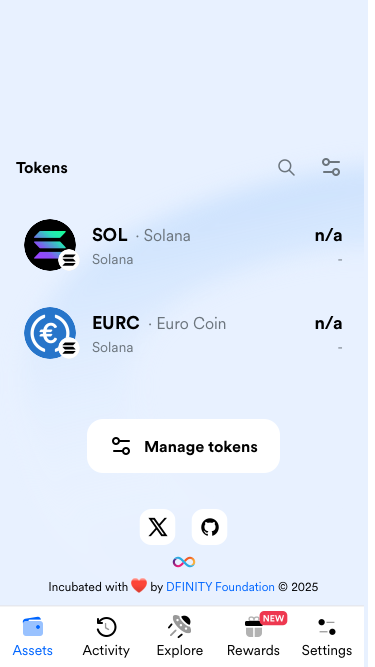 Tokens
SOL · Solana
n/a
Solana
-
EURC · Euro Coin
n/a
Solana
-
Manage tokens
Incubated with ❤️ by DFINITY Foundation © 2025
NEW
Assets
Activity
Explore
Rewards
Settings